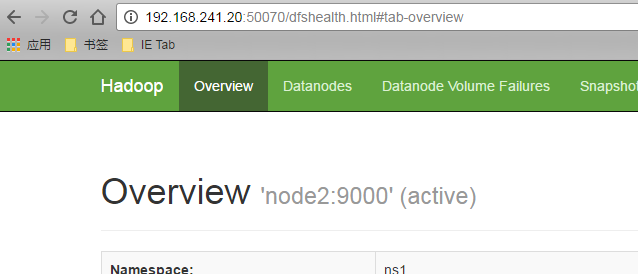 192.168.241.20:50070/dfshealth.html#tab-overview
应用 书签 IE Tab
Hadoop Overview Datanodes Datanode Volume Failures Snapshot
Overview 'node2:9000' (active)
Namespace: ns1